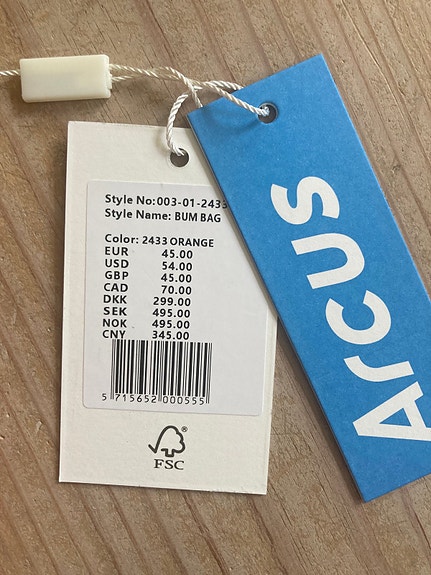 Style No:003-01-2433
Style Name: BUM BAG
Color: 2433 ORANGE
EUR 45.00
USD 54.00
GBP 45.00
CAD 70.00
DKK 299.00
SEK 495.00
NOK 495.00
CNY 345.00
5 715652 000555
®
FSC
Arcus